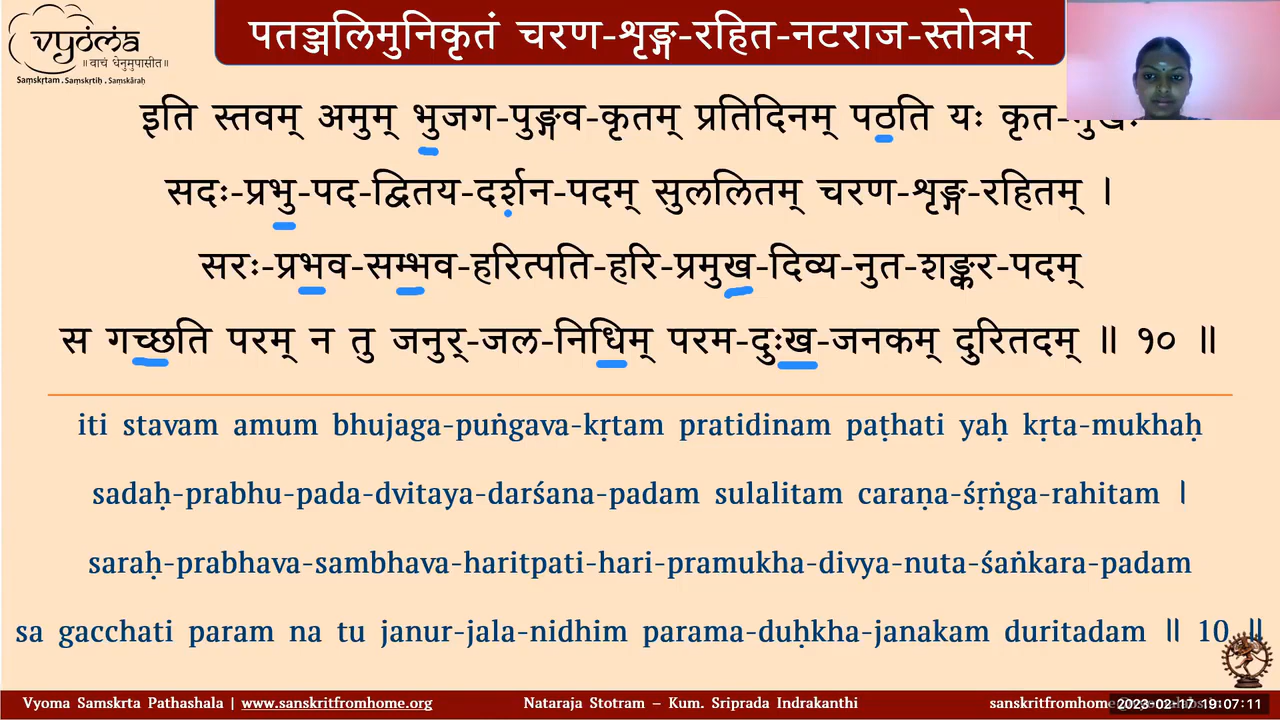 vyoma
॥ वाचं धेनुमुपासीत॥
Saṃskṛtam . Saṃskṛtiḥ . Saṃskāraḥ
पतञ्जलिमुनिकृतं चरण-शृङ्ग-रहित-नटराज-स्तोत्रम्
इति स्तवम् अमुम् भुजग-पुङ्गव-कृतम् प्रतिदिनम् पठति यः कृत-मुखः
सदः-प्रभु-पद-द्वितय-दर्शन-पदम् सुललितम् चरण-शृङ्ग-रहितम् ।
सरः-प्रभव-सम्भव-हरित्पति-हरि-प्रमुख-दिव्य-नुत-शङ्कर-पदम्
स गच्छति परम् न तु जनुर्-जल-निधिम् परम-दुःख-जनकम् दुरितदम् ॥ १० ॥
iti stavam amum bhujaga-puṅgava-kṛtam pratidinam paṭhati yaḥ kṛta-mukhaḥ
sadaḥ-prabhu-pada-dvitaya-darśana-padam sulalitam caraṇa-śṛṅga-rahitam |
saraḥ-prabhava-sambhava-haritpati-hari-pramukha-divya-nuta-śaṅkara-padam
sa gacchati param na tu janur-jala-nidhim parama-duḥkha-janakam duritadam || 10 ||
Vyoma Samskrta Pathashala | www.sanskritfromhome.org
Nataraja Stotram – Kum. Sriprada Indrakanthi
2023-02-17 19:07:11